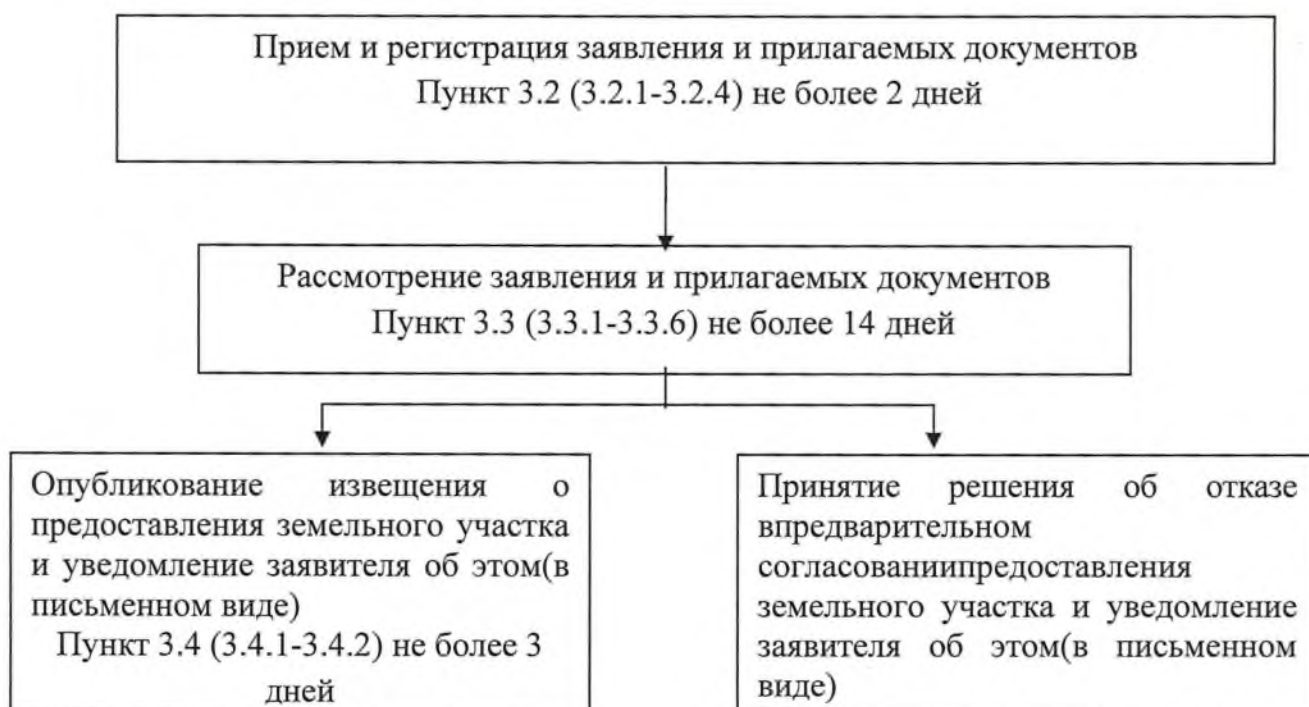 Прием и регистрация заявления и прилагаемых документов
Пункт 3.2 (3.2.1-3.2.4) не более 2 дней
Рассмотрение заявления и прилагаемых документов
Пункт 3.3 (3.3.1-3.3.6) не более 14 дней
Опубликование извещения о
предоставления земельного участка
и уведомление заявителя об этом(в
письменном виде)
Пункт 3.4 (3.4.1-3.4.2) не более 3
дней
Принятие решения об отказе
впредварительном
согласованиипредоставления
земельного участка и уведомление
заявителя об этом(в письменном
виде)